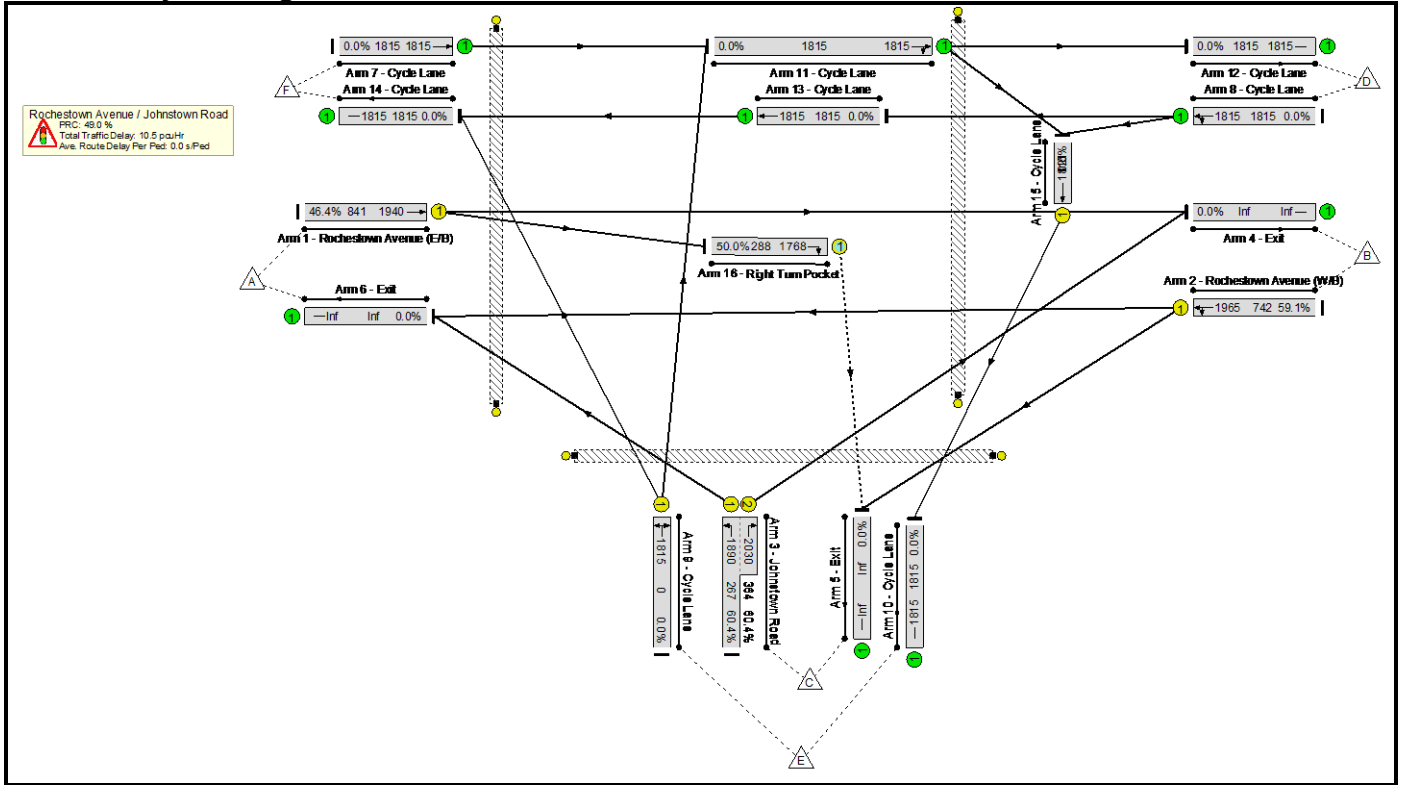 0.0% 1815 1815
1
0.0% 1815 1815
1
0.0% 1815 1815
1
Arm 7 - Cycle Lane
Arm 11 - Cycle Lane
Arm 12 - Cycle Lane
F
Arm 14 - Cycle Lane
Arm 13 - Cycle Lane
Arm 8 - Cycle Lane
D
Rochestown Avenue / Johnstown Road
PRC: 49.0 %
Total Traffic Delay: 10.5 pcuHr
Ave. Route Delay Per Ped: 0.0 s/Ped
1
1815 1815 0.0%
1
1815 1815 0.0%
1
1815 1815 0.0%
Arm 15 - Cycle Lane
1
46.4% 841 1940
1
0.0% Inf Inf
1
Arm 1 - Rochestown Avenue (E/B)
Arm 4 - Exit
50.0% 288 1768
1
Arm 16 - Right Turn Pocket
A
B
Arm 6 - Exit
Arm 2 - Rochestown Avenue (W/B)
1
Inf Inf 0.0%
1
1965 742 59.1%
1
1815 0 0.0%
Arm 9 - Cycle Lane
1
2
1890 267 60.4%
2030 364 60.4%
Arm 3 - Johnstown Road
Arm 5 - Exit
Inf Inf 0.0%
1
Arm 10 - Cycle Lane
1815 1815 0.0%
1
C
E